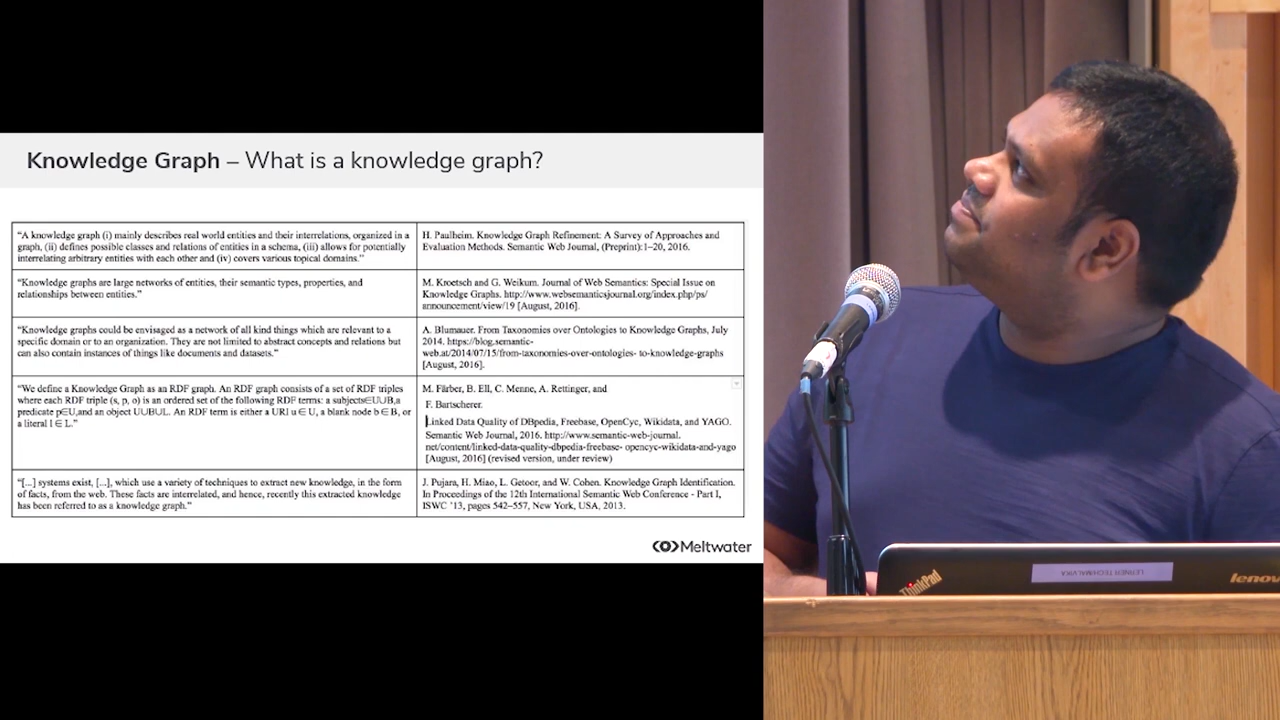 Knowledge Graph – What is a knowledge graph?
“A knowledge graph (i) mainly describes real world entities and their interrelations, organized in a
graph, (ii) defines possible classes and relations of entities in a schema, (iii) allows for potentially
interrelating arbitrary entities with each other and (iv) covers various topical domains.”
H. Paulheim. Knowledge Graph Refinement: A Survey of Approaches and
Evaluation Methods. Semantic Web Journal, (Preprint):1–20, 2016.
“Knowledge graphs are large networks of entities, their semantic types, properties, and
relationships between entities.”
M. Kroetsch and G. Weikum. Journal of Web Semantics: Special Issue on
Knowledge Graphs. http://www.websemanticsjournal.org/index.php/ps/
announcement/view/19 [August, 2016].
“Knowledge graphs could be envisaged as a network of all kind things which are relevant to a
specific domain or to an organization. They are not limited to abstract concepts and relations but
can also contain instances of things like documents and datasets.”
A. Blumauer. From Taxonomies over Ontologies to Knowledge Graphs, July
2014. https://blog.semantic-
web.at/2014/07/15/from-taxonomies-over-ontologies- to-knowledge-graphs
[August, 2016].
“We define a Knowledge Graph as an RDF graph. An RDF graph consists of a set of RDF triples
where each RDF triple (s, p, o) is an ordered set of the following RDF terms: a subjects∈U∪B,a
predicate p∈U,and an object U∪B∪L. An RDF term is either a URI u ∈ U, a blank node b ∈ B, or
a literal l ∈ L.”
M. Färber, B. Ell, C. Menne, A. Rettinger, and
F. Bartscherer.
Linked Data Quality of DBpedia, Freebase, OpenCyc, Wikidata, and YAGO.
Semantic Web Journal, 2016. http://www.semantic-web-journal.
net/content/linked-data-quality-dbpedia-freebase- opencyc-wikidata-and-yago
[August, 2016] (revised version, under review)
“[...] systems exist, [...], which use a variety of techniques to extract new knowledge, in the form
of facts, from the web. These facts are interrelated, and hence, recently this extracted knowledge
has been referred to as a knowledge graph.”
J. Pujara, H. Miao, L. Getoor, and W. Cohen. Knowledge Graph Identification.
In Proceedings of the 12th International Semantic Web Conference - Part I,
ISWC ’13, pages 542–557, New York, USA, 2013.
Meltwater
ThinkPad
LEINER TECHMALVIKA
lenov